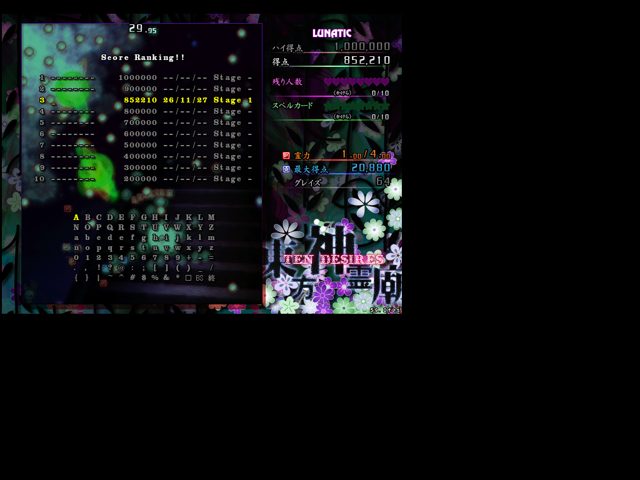 29.95
LUNATIC
Score Ranking!!
ハイ得点 1,000,000
得点 852,210
1 -------- 1000000 --/--/-- Stage -
2 -------- 900000 --/--/-- Stage -
3 -------- 852210 26/11/27 Stage 1
4 -------- 800000 --/--/-- Stage -
5 -------- 700000 --/--/-- Stage -
6 -------- 600000 --/--/-- Stage -
7 -------- 500000 --/--/-- Stage -
8 -------- 400000 --/--/-- Stage -
9 -------- 300000 --/--/-- Stage -
10 -------- 200000 --/--/-- Stage -
残り人数
0/10
スペルカード
0/10
霊力 1.00/4.00
最大得点 20,880
グレイズ 64
A B C D E F G H I J K L M
N O P Q R S T U V W X Y Z
a b c d e f g h i j k l m
n o p q r s t u v w x y z
0 1 2 3 4 5 6 7 8 9 + - =
. , ! ? @ : ; [ ] ( ) _ /
{ } | ~ ^ # $ % & * 終
東方神霊廟
TEN DESIRES